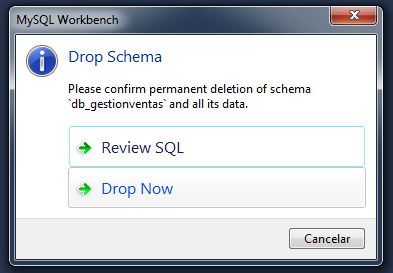 MySQL Workbench
Drop Schema
Please confirm permanent deletion of schema
`db_gestionventas` and all its data.
Review SQL
Drop Now
Cancelar